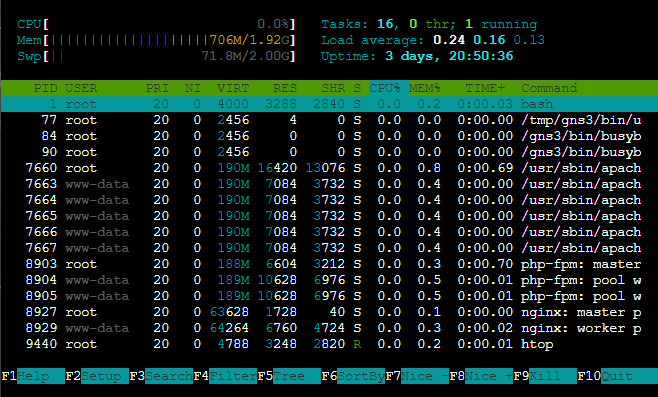 CPU[ 0.0%] Tasks: 16, 0 thr; 1 running
Mem[||||||||||||||||||||706M/1.92G] Load average: 0.24 0.16 0.13
Swp[|| 71.8M/2.00G] Uptime: 3 days, 20:50:36
PID USER PRI NI VIRT RES SHR S CPU% MEM% TIME+ Command
1 root 20 0 4000 3288 2840 S 0.0 0.2 0:00.03 bash
77 root 20 0 2456 4 0 S 0.0 0.0 0:00.00 /tmp/gns3/bin/u
84 root 20 0 2456 0 0 S 0.0 0.0 0:00.00 /gns3/bin/busyb
90 root 20 0 2456 0 0 S 0.0 0.0 0:00.00 /gns3/bin/busyb
7660 root 20 0 190M 16420 13076 S 0.0 0.8 0:00.69 /usr/sbin/apach
7663 www-data 20 0 190M 7084 3732 S 0.0 0.4 0:00.00 /usr/sbin/apach
7664 www-data 20 0 190M 7084 3732 S 0.0 0.4 0:00.00 /usr/sbin/apach
7665 www-data 20 0 190M 7084 3732 S 0.0 0.4 0:00.00 /usr/sbin/apach
7666 www-data 20 0 190M 7084 3732 S 0.0 0.4 0:00.00 /usr/sbin/apach
7667 www-data 20 0 190M 7084 3732 S 0.0 0.4 0:00.00 /usr/sbin/apach
8903 root 20 0 188M 6604 3212 S 0.0 0.3 0:00.70 php-fpm: master
8904 www-data 20 0 189M 10628 6976 S 0.0 0.5 0:00.01 php-fpm: pool w
8905 www-data 20 0 189M 10628 6976 S 0.0 0.5 0:00.01 php-fpm: pool w
8927 root 20 0 63628 1728 40 S 0.0 0.1 0:00.00 nginx: master p
8929 www-data 20 0 64264 6760 4724 S 0.0 0.3 0:00.02 nginx: worker p
9440 root 20 0 4788 3248 2820 R 0.0 0.2 0:00.01 htop
F1Help F2Setup F3SearchF4FilterF5Tree F6SortByF7Nice -F8Nice +F9Kill F10Quit